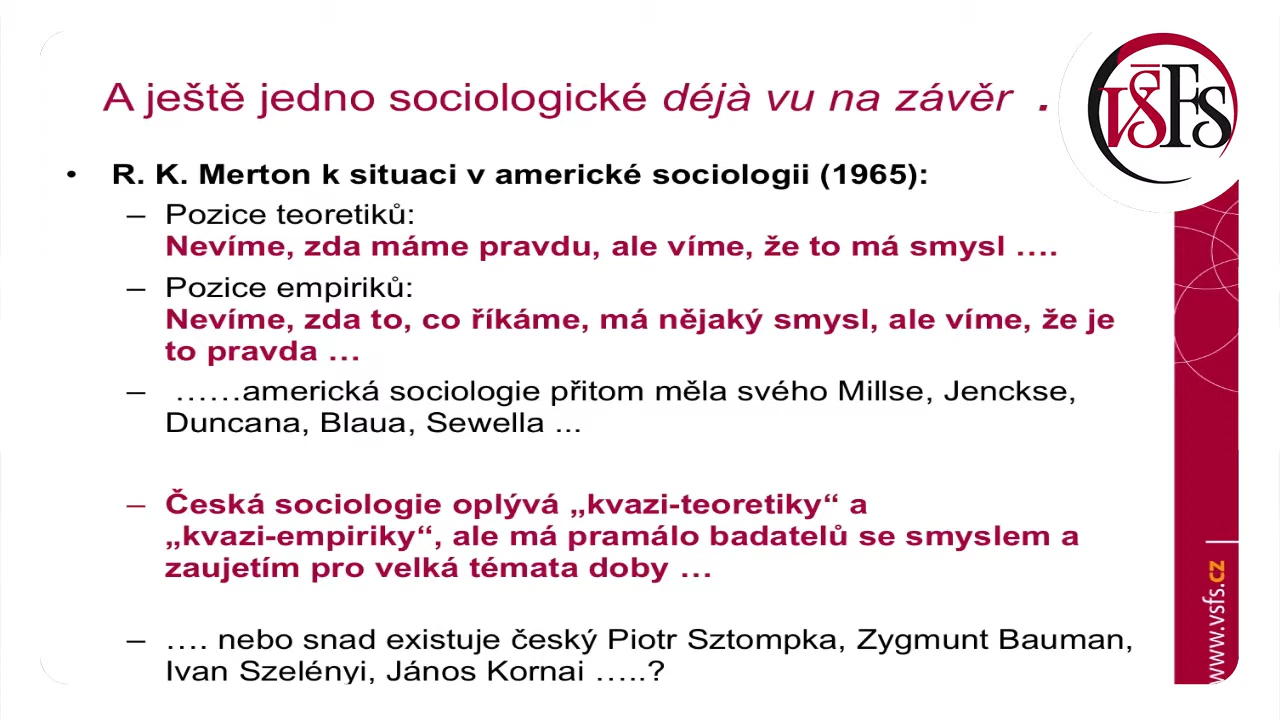 A ještě jedno sociologické déjà vu na závěr .
VŠFS
• R. K. Merton k situaci v americké sociologii (1965):
– Pozice teoretiků:
Nevíme, zda máme pravdu, ale víme, že to má smysl ….
– Pozice empiriků:
Nevíme, zda to, co říkáme, má nějaký smysl, ale víme, že je
to pravda …
– ……americká sociologie přitom měla svého Millse, Jenckse,
Duncana, Blaua, Sewella ...
– Česká sociologie oplývá „kvazi-teoretiky“ a
„kvazi-empiriky“, ale má pramálo badatelů se smyslem a
zaujetím pro velká témata doby …
– …. nebo snad existuje český Piotr Sztompka, Zygmunt Bauman,
Ivan Szelényi, János Kornai …..?
www.vsfs.cz